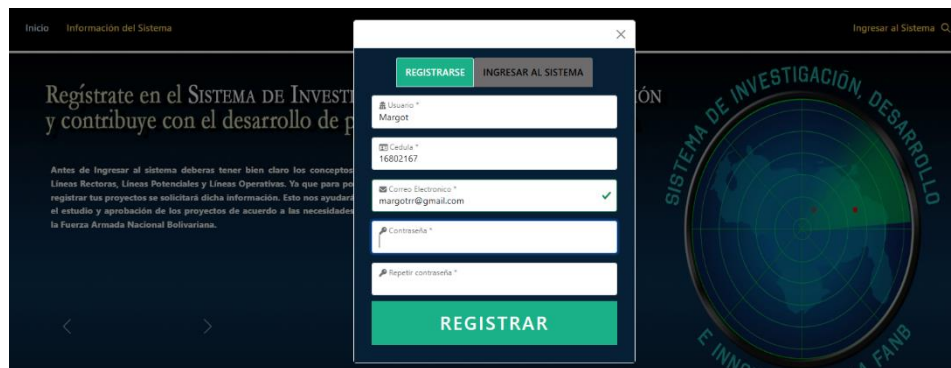 Inicio
Información del Sistema
Ingresar al Sistema
REGISTRARSE
INGRESAR AL SISTEMA
Regístrate en el SISTEMA DE INVESTI
IÓN
y contribuye con el desarrollo de p
Antes de Ingresar al sistema deberas tener bien claro los conceptos
Líneas Rectoras, Líneas Potenciales y Líneas Operativas. Ya que para po
registrar tus proyectos se solicitará dicha información. Esto nos ayudará
el estudio y aprobación de los proyectos de acuerdo a las necesidades
la Fuerza Armada Nacional Bolivariana.
Usuario *
Margot
Cedula *
16802167
Correo Electronico *
margotrr@gmail.com
Contraseña *
Repetir contraseña *
REGISTRAR
SISTEMA DE INVESTIGACIÓN, DESARROLLO
E INNO
A FANB